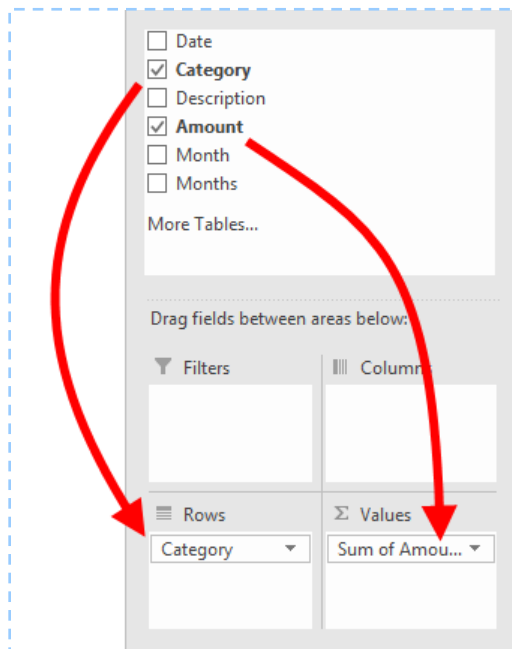 Date
Category
Description
Amount
Month
Months
More Tables...
Drag fields between areas below:
Filters
Columns
Rows
Values
Category
Sum of Amou...